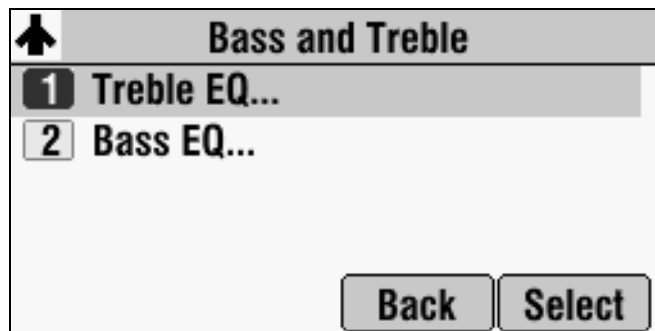 Bass and Treble
1 Treble EQ...
2 Bass EQ...
Back Select